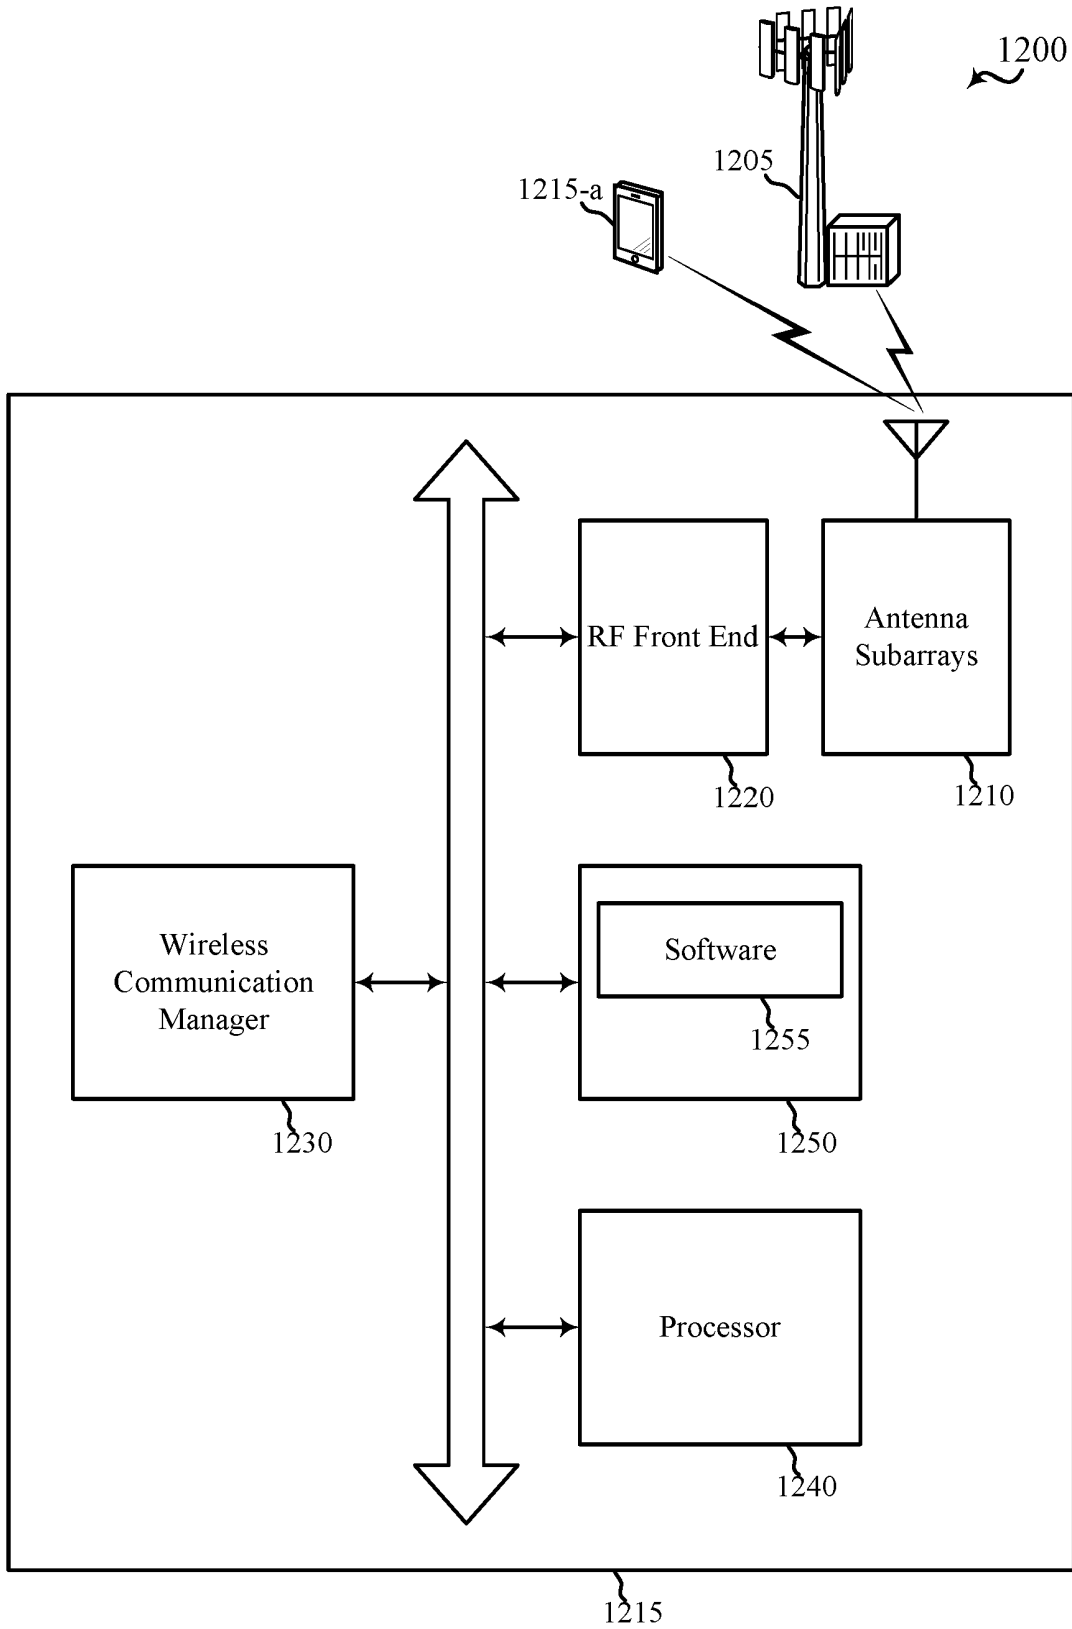 1200
1205
1215-a
RF Front End
Antenna
Subarrays
1220
1210
Wireless
Communication
Manager
Software
1255
1230
1250
Processor
1240
1215